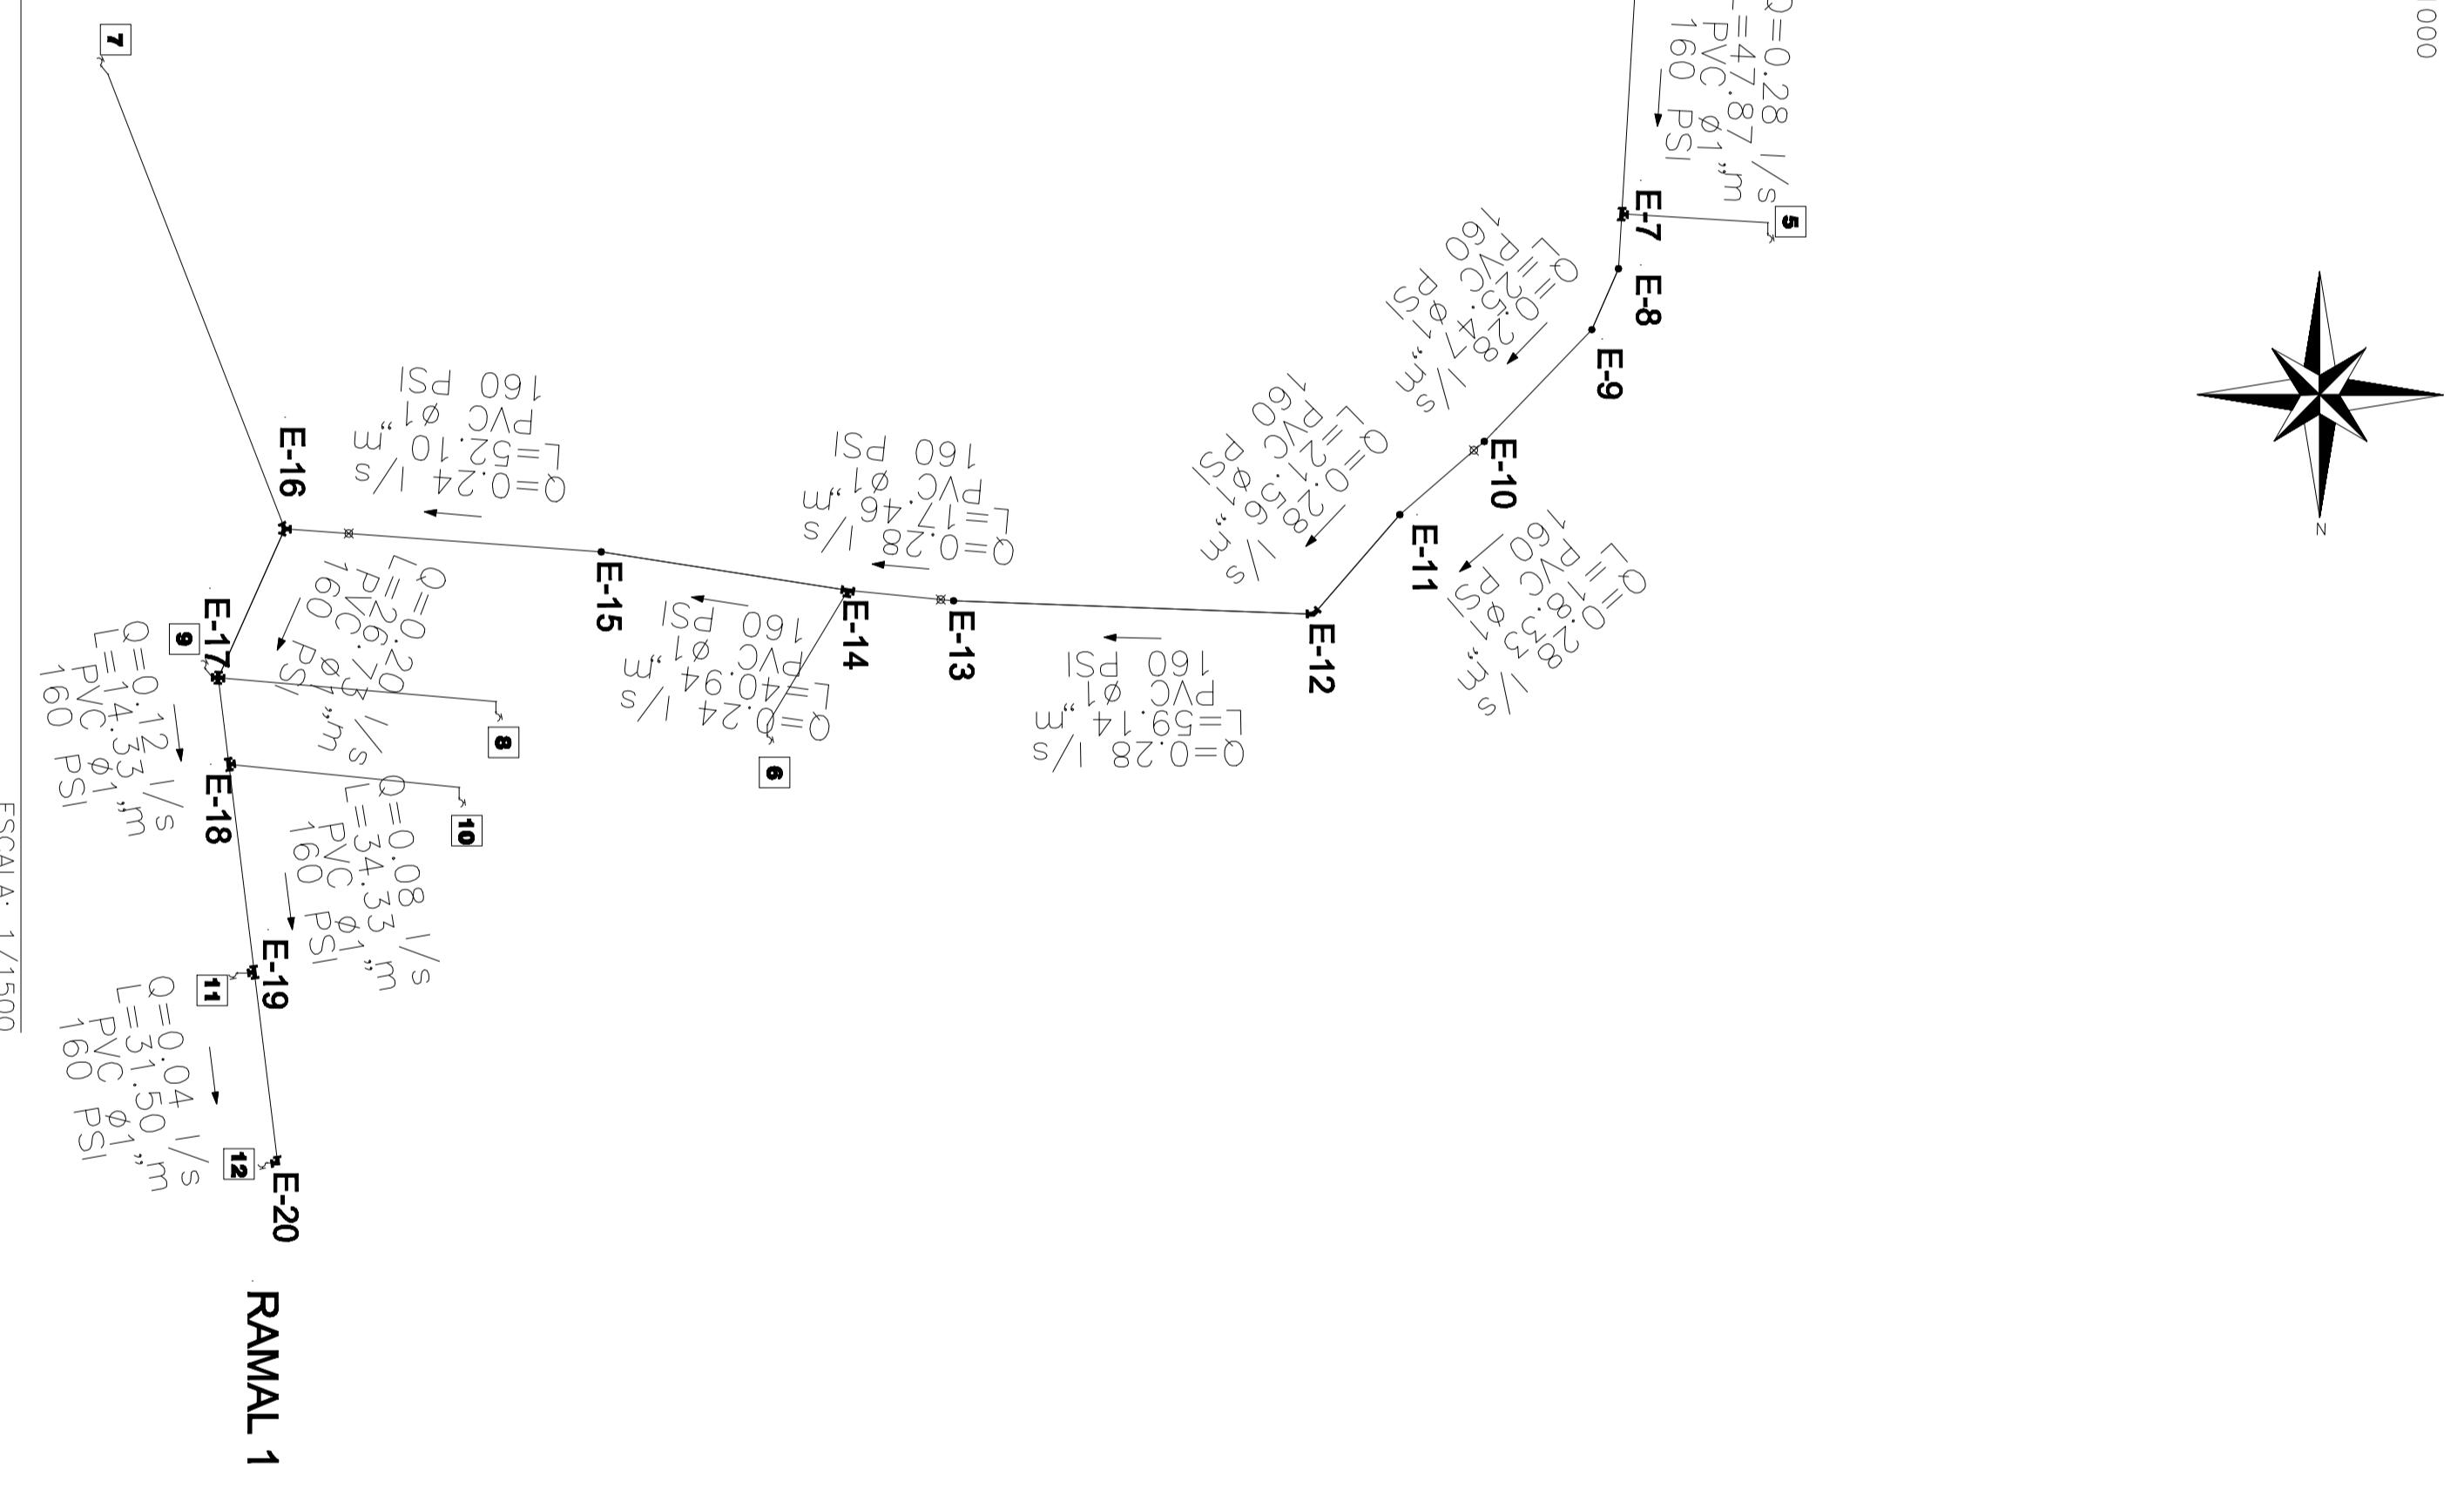 000
Q=0.28 l/s
L=47.87 m
PVC ø1"
160 PSI
5
E-7
E-8
E-9
Q=0.28 l/s
L=25.47 m
PVC ø1"
160 PSI
E-10
Q=0.28 l/s
E-11
Q=0.28 l/s
PVC ø1"
160 PSI
PVC ø1"
160 PSI
E-12
Q=0.28 l/s
L=59.14 m
PVC ø1"
160 PSI
E-13
Q=0.28 l/s
L=17.46 m
PVC ø1"
160 PSI
E-14
6
Q=0.24 l/s
L=40.94 m
PVC ø1"
160 PSI
E-15
Q=0.24 l/s
L=52.10 m
PVC ø1"
160 PSI
E-16
7
Q=0.20 l/s
PVC ø1"
160 PSI
E-17
8
9
Q=0.12 l/s
L=14.33 m
PVC ø1"
160 PSI
E-18
10
Q=0.08 l/s
L=34.33 m
PVC ø1"
160 PSI
E-19
11
Q=0.04 l/s
L=31.50 m
PVC ø1"
160 PSI
E-20
12
RAMAL 1
N
ESCALA: 1/1500